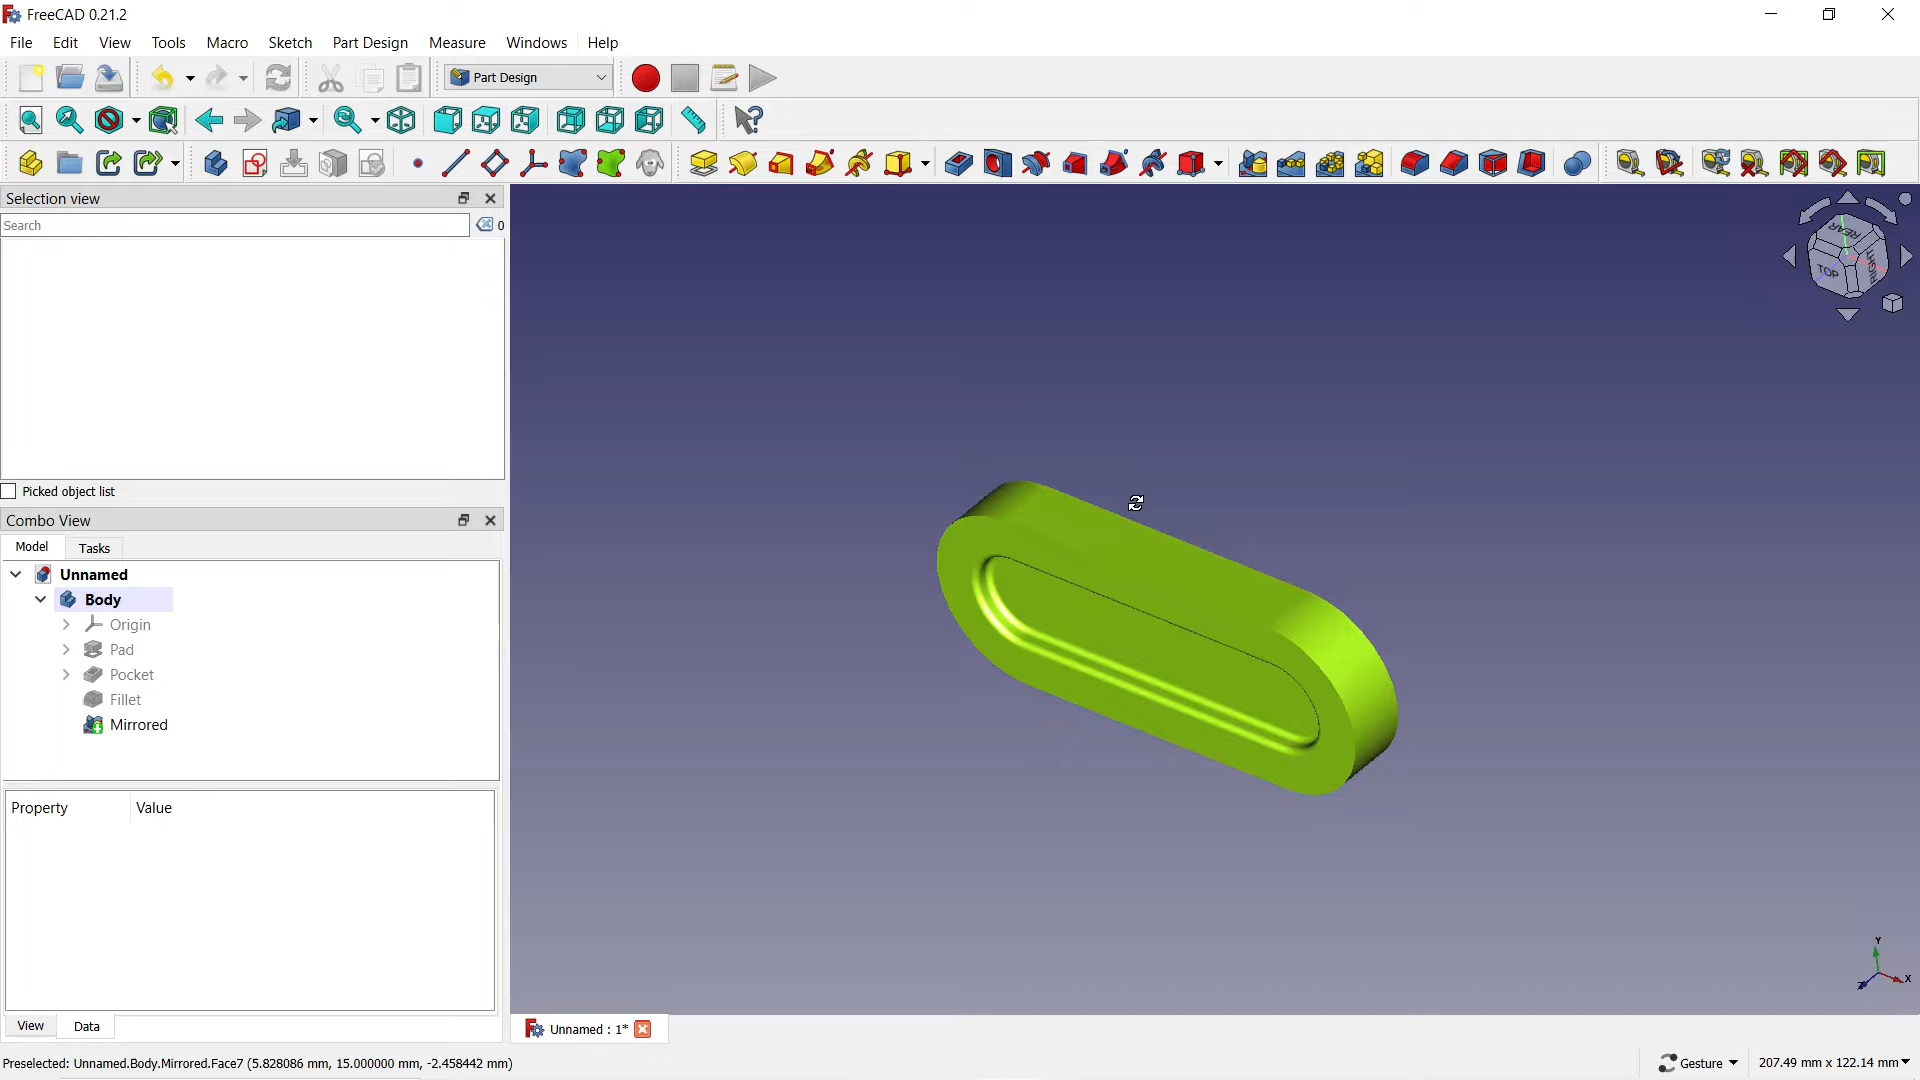 FreeCAD 0.21.2
File Edit View Tools Macro Sketch Part Design Measure Windows Help
Part Design
Selection view
Search
0
Picked object list
Combo View
Model Tasks
Unnamed
Body
Origin
Pad
Pocket
Fillet
Mirrored
Property Value
View Data
REAR
TOP
RIGHT
Y
X
Z
Unnamed : 1*
Preselected: Unnamed.Body.Mirrored.Face7 (5.828086 mm, 15.000000 mm, -2.458442 mm)
Gesture
207.49 mm x 122.14 mm